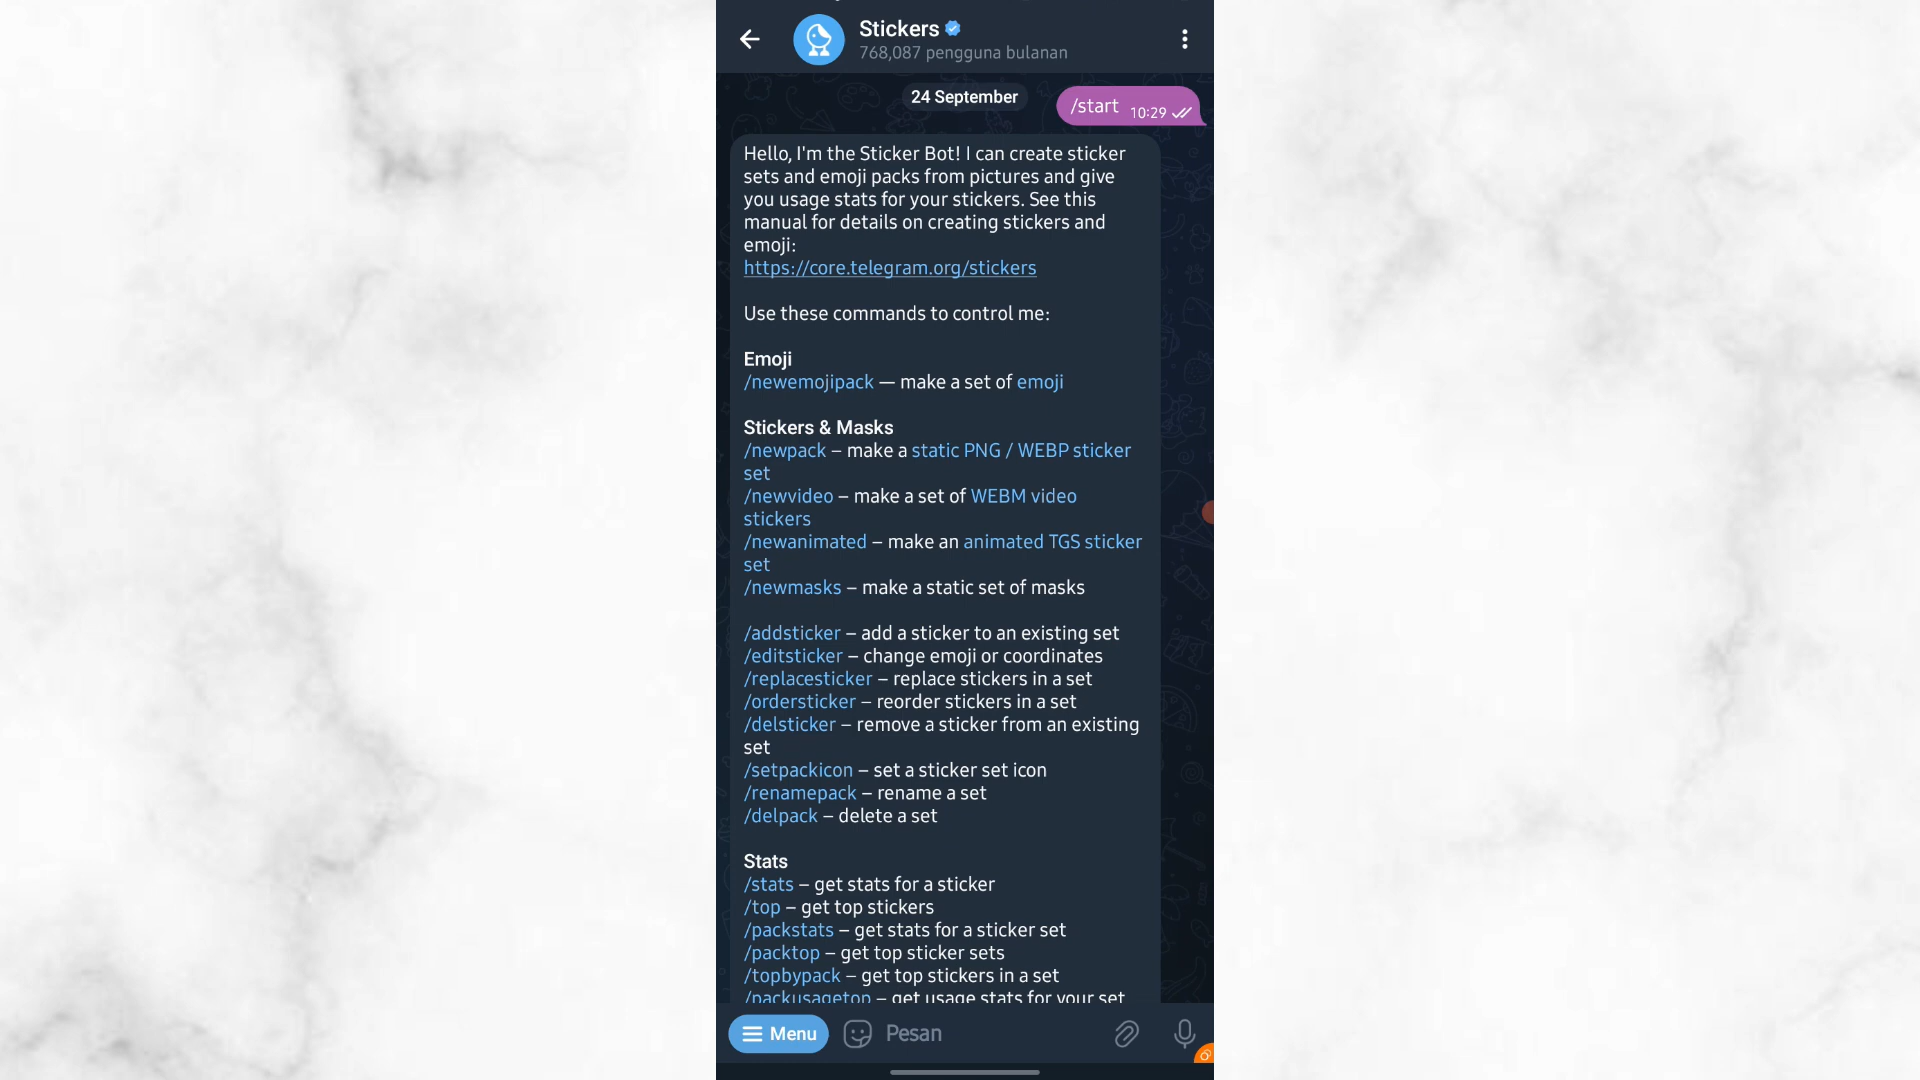 Stickers
768,087 pengguna bulanan
24 September
/start 10:29
Hello, I'm the Sticker Bot! I can create sticker
sets and emoji packs from pictures and give
you usage stats for your stickers. See this
manual for details on creating stickers and
emoji:
https://core.telegram.org/stickers
Use these commands to control me:
Emoji
/newemojipack — make a set of emoji
Stickers & Masks
/newpack – make a static PNG / WEBP sticker
set
/newvideo – make a set of WEBM video
stickers
/newanimated – make an animated TGS sticker
set
/newmasks – make a static set of masks
/addsticker – add a sticker to an existing set
/editsticker – change emoji or coordinates
/replacesticker – replace stickers in a set
/ordersticker – reorder stickers in a set
/delsticker – remove a sticker from an existing
set
/setpackicon – set a sticker set icon
/renamepack – rename a set
/delpack – delete a set
Stats
/stats – get stats for a sticker
/top – get top stickers
/packstats – get stats for a sticker set
/packtop – get top sticker sets
/topbypack – get top stickers in a set
/packusagetop – get usage stats for your set
Menu Pesan